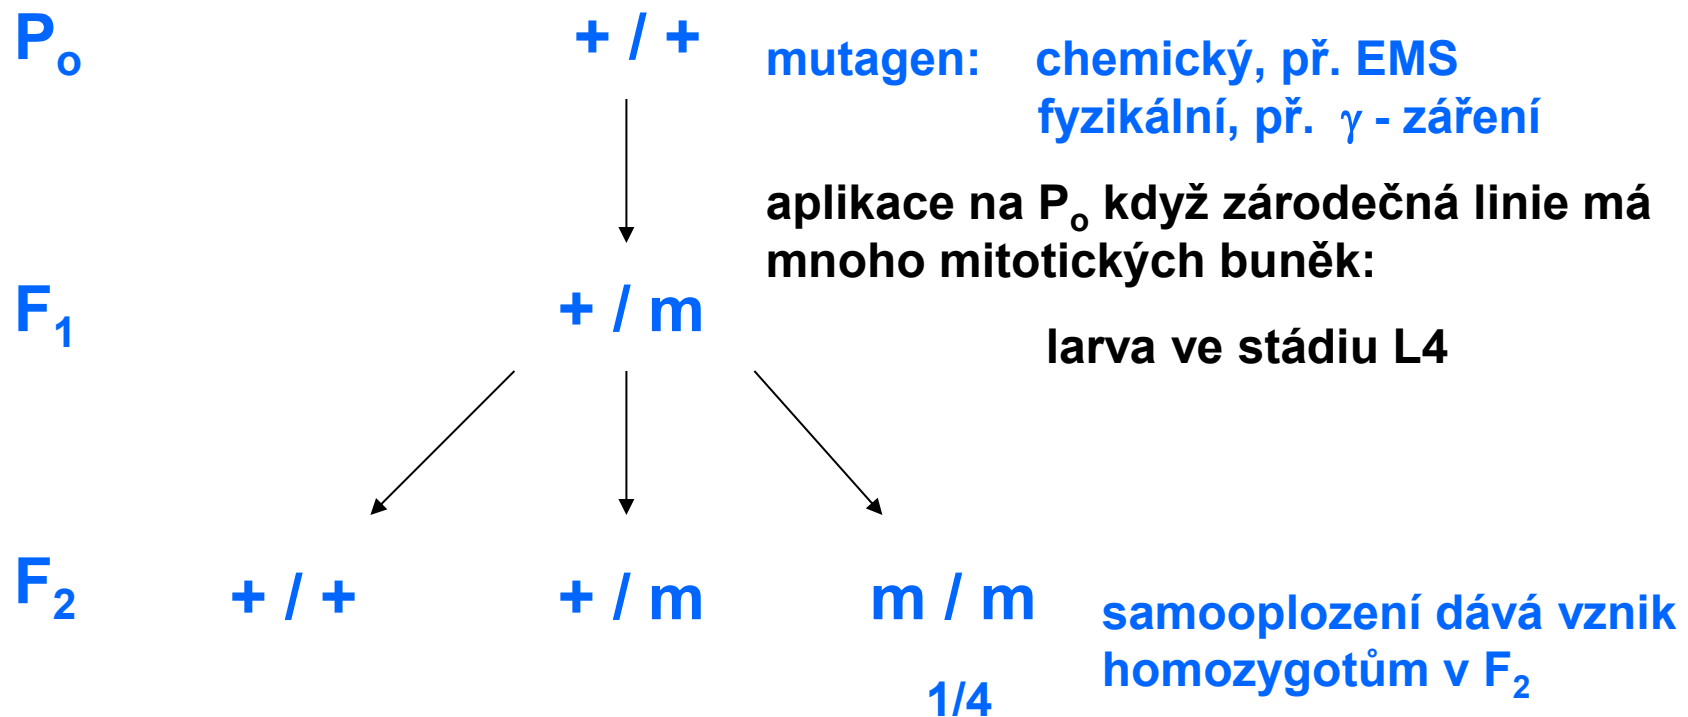 Po + / + mutagen: chemický, př. EMS
fyzikální, př. γ - záření
aplikace na Po když zárodečná linie má
mnoho mitotických buněk:
F1 + / m
larva ve stádiu L4
F2 + / + + / m m / m
samooplození dává vznik
homozygotům v F2
1/4